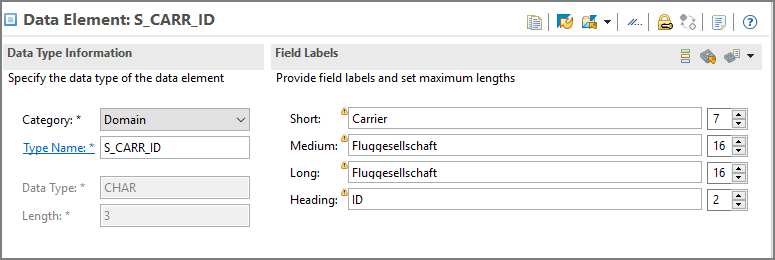 Data Element: S_CARR_ID
Data Type Information
Specify the data type of the data element
Category: * Domain
Type Name: * S_CARR_ID
Data Type: * CHAR
Length: * 3
Field Labels
Provide field labels and set maximum lengths
Short: Carrier 7
Medium: Fluggesellschaft 16
Long: Fluggesellschaft 16
Heading: ID 2